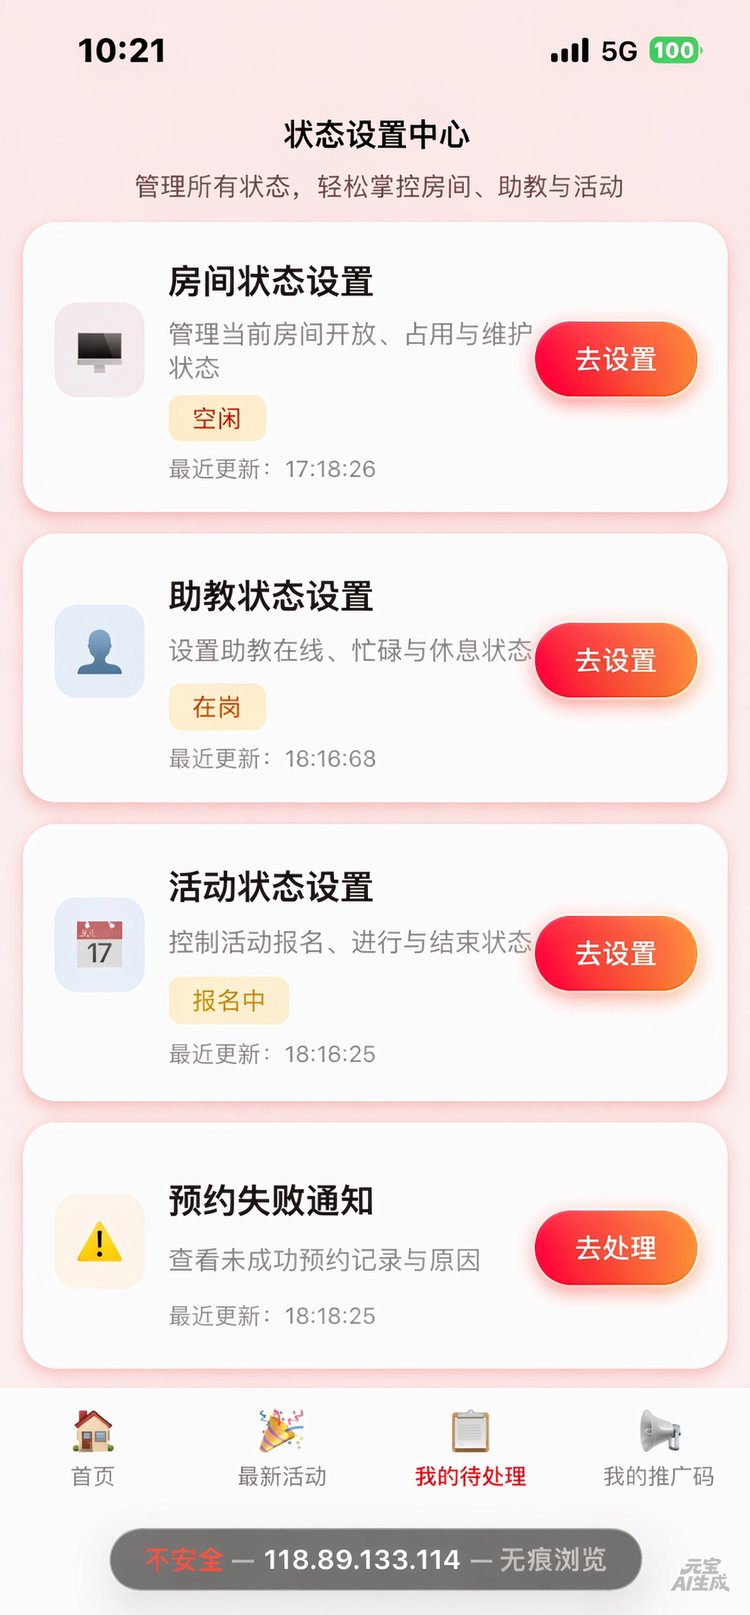 10:21
5G
100
状态设置中心
管理所有状态，轻松掌控房间、助教与活动
房间状态设置
管理当前房间开放、占用与维护
状态
去设置
空闲
最近更新：17:18:26
助教状态设置
设置助教在线、忙碌与休息状态
去设置
在岗
最近更新：18:16:68
活动状态设置
17
控制活动报名、进行与结束状态
去设置
报名中
最近更新：18:18:25
预约失败通知
查看未成功预约记录与原因
去处理
最近更新：18:18:25
首页
最新活动
我的待处理
我的推广码
不安全 — 118.89.133.114 — 无痕浏览
元宝
AI生成